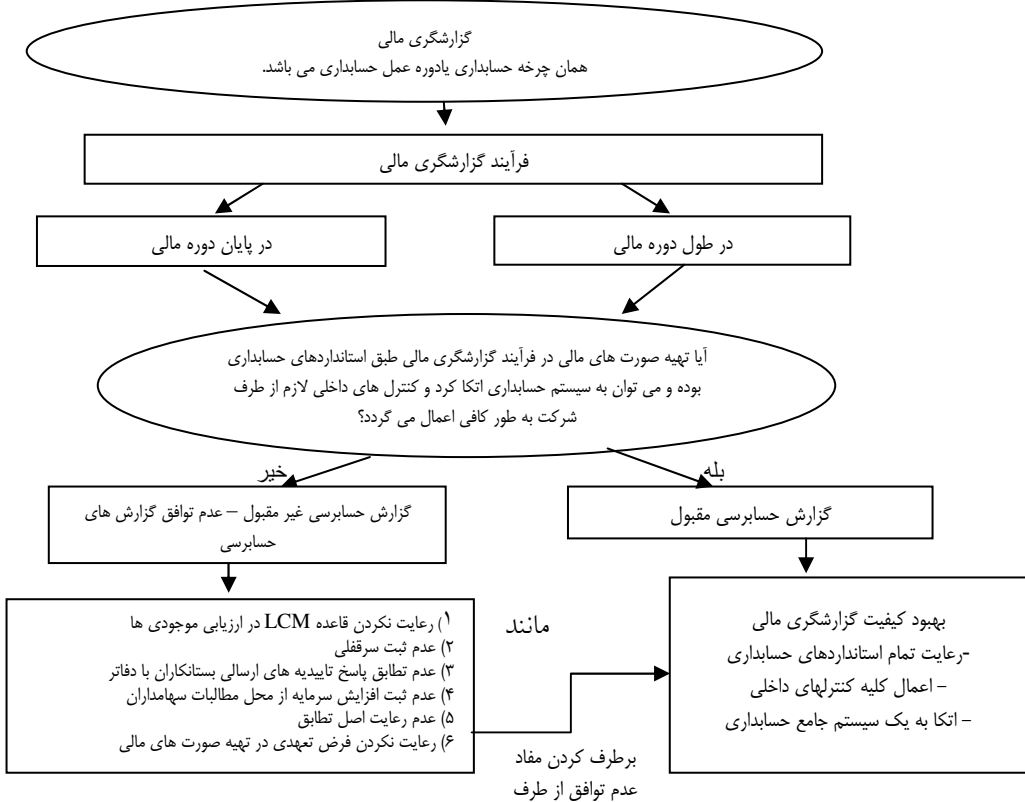 گزارشگری مالی
همان چرخه حسابداری یادوره عمل حسابداری می باشد.
فرآیند گزارشگری مالی
در طول دوره مالی
در پایان دوره مالی
آیا تهیه صورت های مالی در فرآیند گزارشگری مالی طبق استانداردهای حسابداری
بوده و می توان به سیستم حسابداری اتکا کرد و کنترل های داخلی لازم از طرف
شرکت به طور کافی اعمال می گردد؟
بله
خیر
گزارش حسابرسی مقبول
گزارش حسابرسی غیر مقبول – عدم توافق گزارش های
حسابرسی
بهبود کیفیت گزارشگری مالی
-رعایت تمام استانداردهای حسابداری
– اعمال کلیه کنترلهای داخلی
– اتکا به یک سیستم جامع حسابداری
مانند
۱) رعایت نکردن قاعده LCM در ارزیابی موجودی ها
۲) عدم ثبت سرقفلی
۳) عدم تطابق پاسخ تاییدیه های ارسالی بستانکاران با دفاتر
۴) عدم ثبت افزایش سرمایه از محل مطالبات سهامداران
۵) عدم رعایت اصل تطابق
۶) رعایت نکردن فرض تعهدی در تهیه صورت های مالی
برطرف کردن مفاد
عدم توافق از طرف